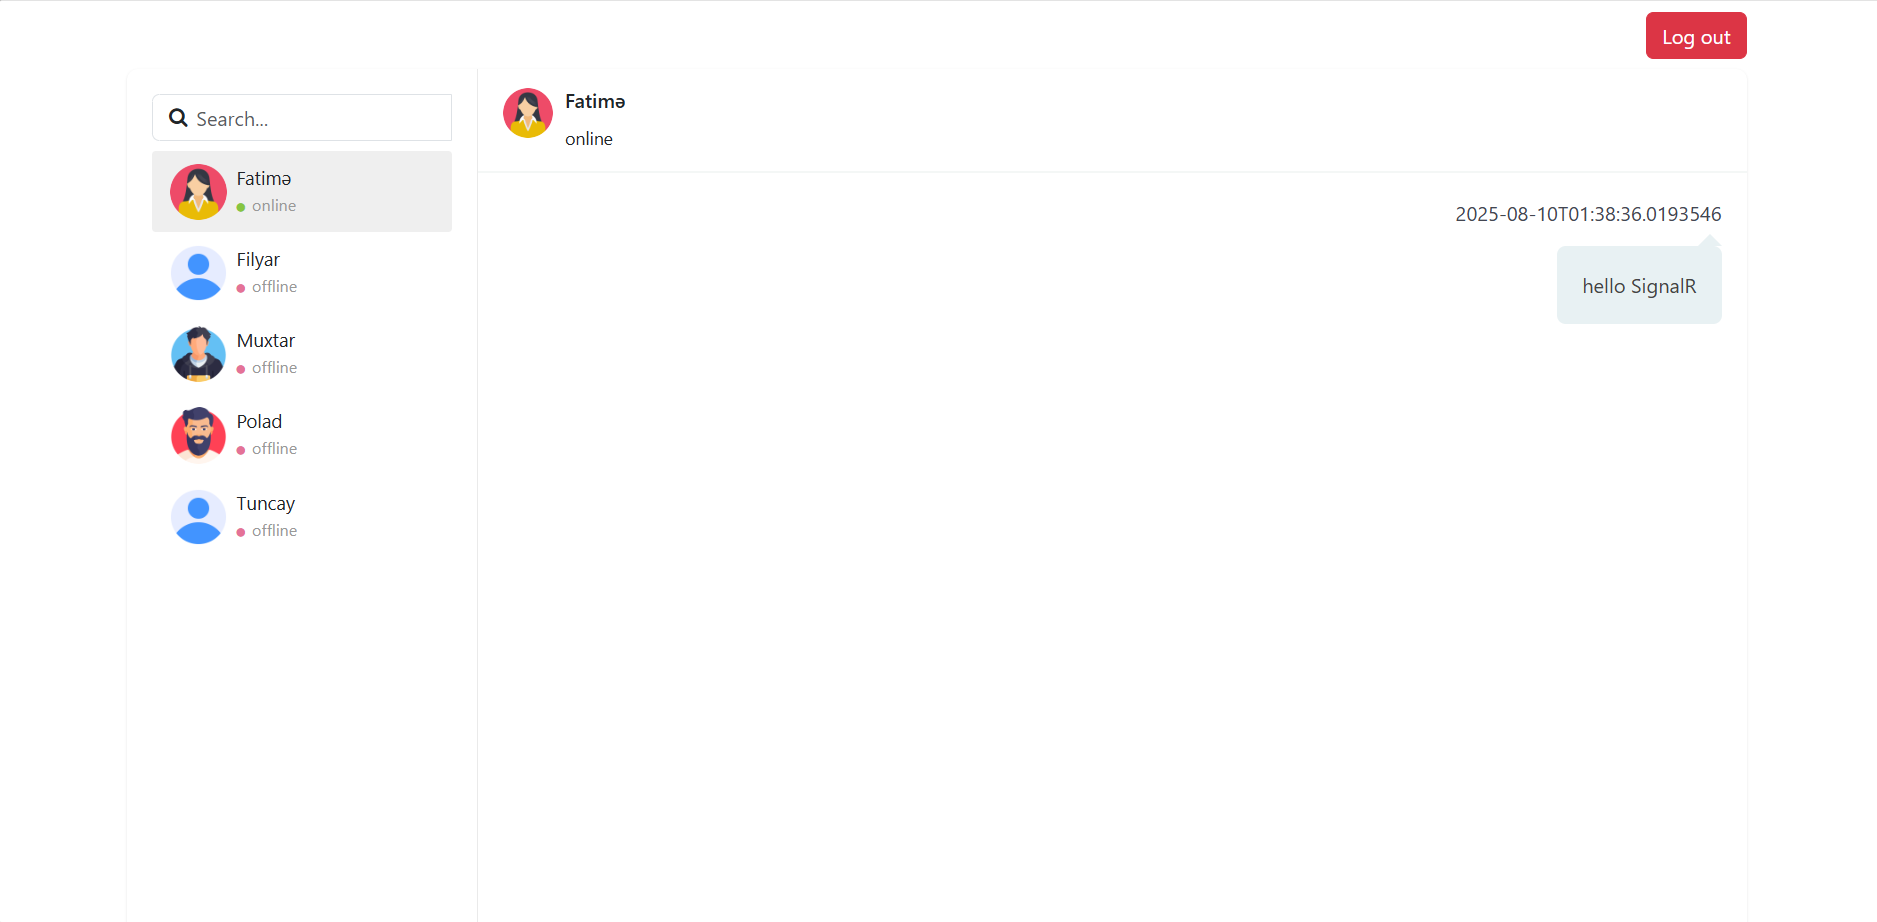 Log out
Search...
Fatimə
online
Filyar
offline
Muxtar
offline
Polad
offline
Tuncay
offline
Fatimə
online
2025-08-10T01:38:36.0193546
hello SignalR